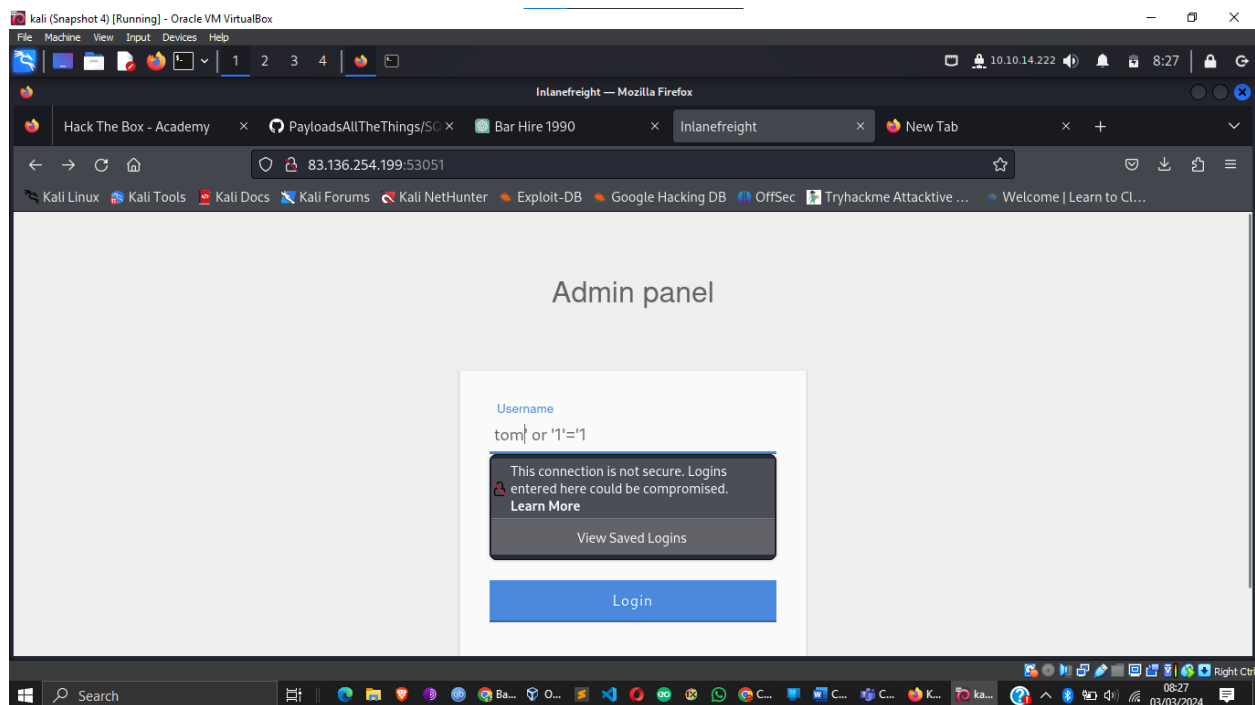 kali (Snapshot 4) [Running] - Oracle VM VirtualBox
File Machine View Input Devices Help
1 2 3 4 10.10.14.222 8:27
Inlanefreight — Mozilla Firefox
Hack The Box - Academy PayloadsAllTheThings/SQ Bar Hire 1990 Inlanefreight New Tab
83.136.254.199:53051
Kali Linux Kali Tools Kali Docs Kali Forums Kali NetHunter Exploit-DB Google Hacking DB OffSec Tryhackme Attacktive ... Welcome | Learn to Cl...
Admin panel
Username
tom' or '1'='1
This connection is not secure. Logins
entered here could be compromised.
Learn More
View Saved Logins
Login
Right Ctrl
Search Ba... O... C... C... C... K... ka... 08:27
03/03/2024